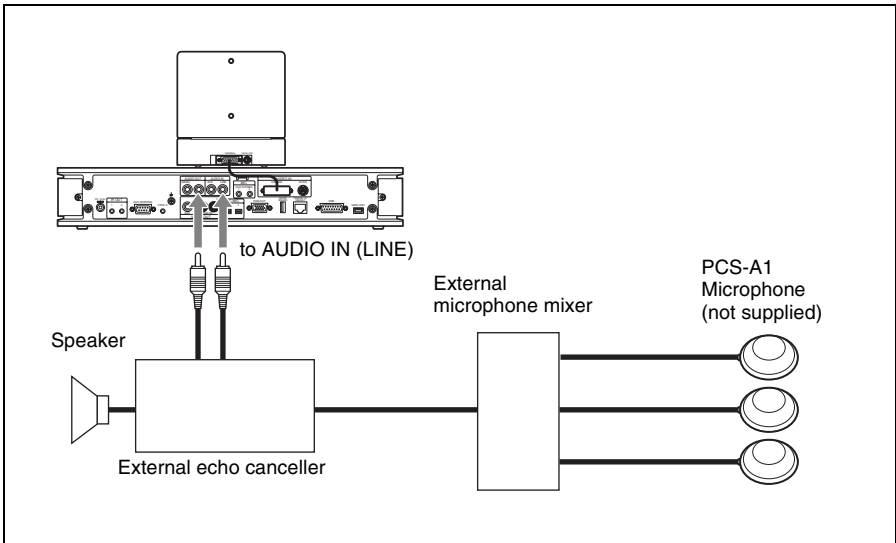 to AUDIO IN (LINE)
External
microphone mixer
PCS-A1
Microphone
(not supplied)
Speaker
External echo canceller